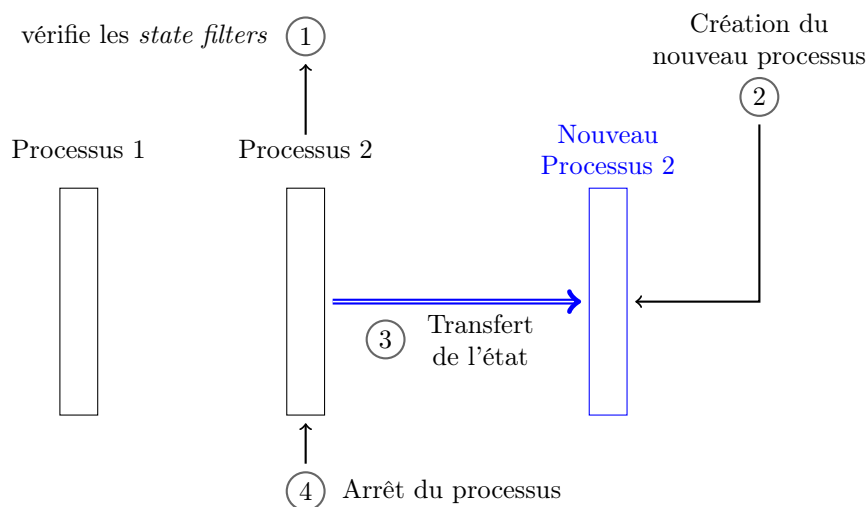 vérifie les state filters 1
Création du
nouveau processus
2
Processus 1
Processus 2
Nouveau
Processus 2
3
Transfert
de l'état
4 Arrêt du processus